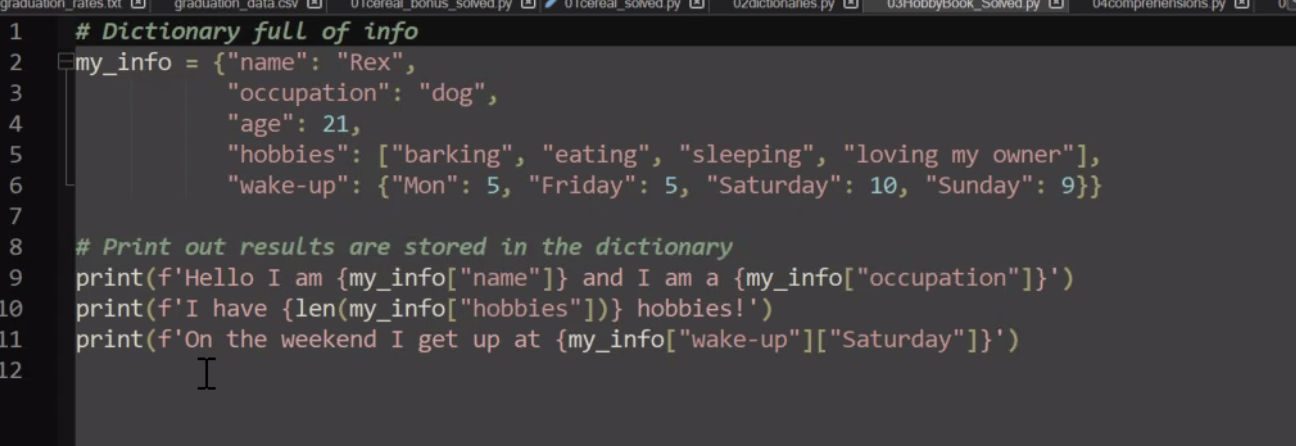 graduation_rates.txt graduation_data.csv 01cereal_bonus_solved.py 01cereal_solved.py 02dictionaries.py 03HobbyBook_Solved.py 04comprehensions.py
1 # Dictionary full of info
2 my_info = {"name": "Rex",
3 "occupation": "dog",
4 "age": 21,
5 "hobbies": ["barking", "eating", "sleeping", "loving my owner"],
6 "wake-up": {"Mon": 5, "Friday": 5, "Saturday": 10, "Sunday": 9}}
7
8 # Print out results are stored in the dictionary
9 print(f'Hello I am {my_info["name"]} and I am a {my_info["occupation"]}')
10 print(f'I have {len(my_info["hobbies"])} hobbies!')
11 print(f'On the weekend I get up at {my_info["wake-up"]["Saturday"]}')
12